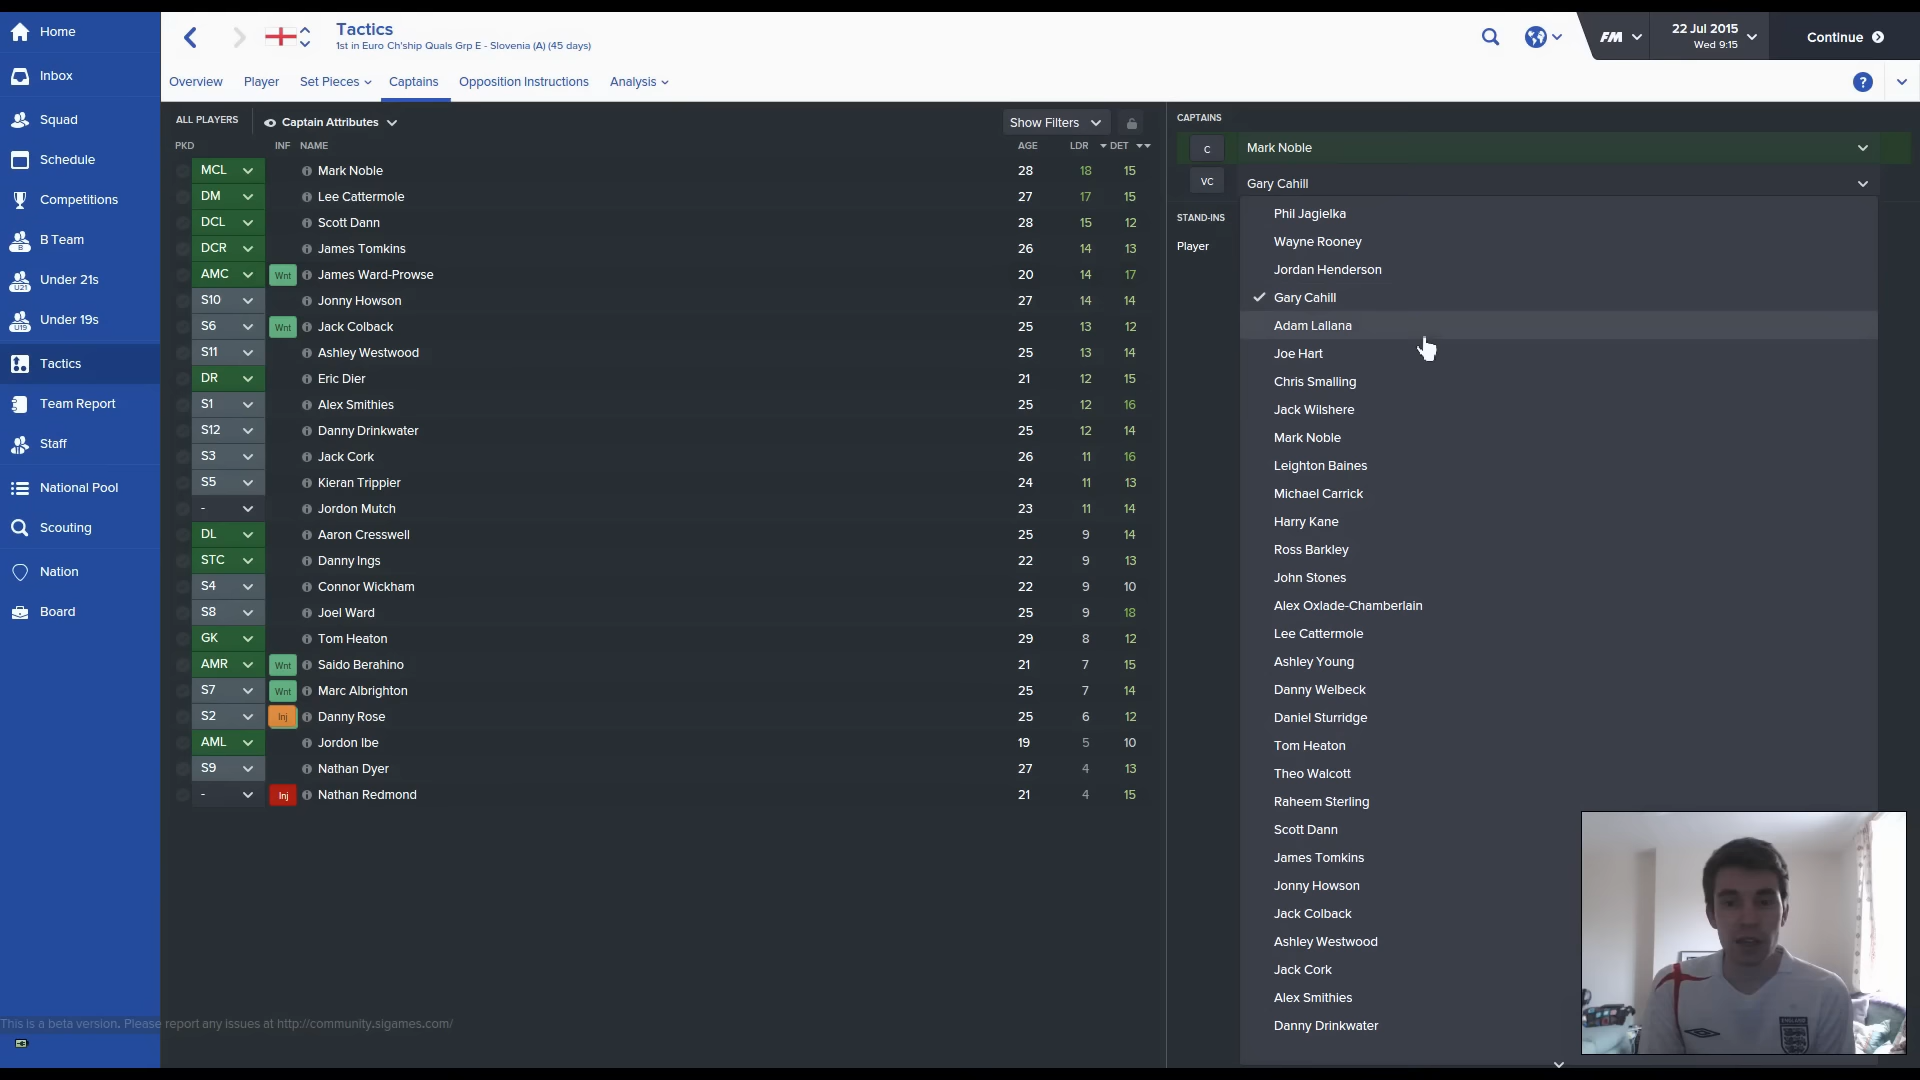 Home
Inbox
Squad
Schedule
Competitions
B Team
Under 21s
Under 19s
Tactics
Team Report
Staff
National Pool
Scouting
Nation
Board
Tactics
1st in Euro Ch'ship Quals Grp E - Slovenia (A) (45 days)
FM
22 Jul 2015
Wed 9:15
Continue
Overview Player Set Pieces Captains Opposition Instructions Analysis
?
ALL PLAYERS Captain Attributes Show Filters
PKD INF NAME AGE LDR DET
MCL Mark Noble 28 18 15
DM Lee Cattermole 27 17 15
DCL Scott Dann 28 15 12
DCR James Tomkins 26 14 13
AMC Wnt James Ward-Prowse 20 14 17
S10 Jonny Howson 27 14 14
S6 Wnt Jack Colback 25 13 12
S11 Ashley Westwood 25 13 14
DR Eric Dier 21 12 15
S1 Alex Smithies 25 12 16
S12 Danny Drinkwater 25 12 14
S3 Jack Cork 26 11 16
S5 Kieran Trippier 24 11 13
- Jordon Mutch 23 11 14
DL Aaron Cresswell 25 9 14
STC Danny Ings 22 9 13
S4 Connor Wickham 22 9 10
S8 Joel Ward 25 9 18
GK Tom Heaton 29 8 12
AMR Wnt Saido Berahino 21 7 15
S7 Wnt Marc Albrighton 25 7 14
S2 Inj Danny Rose 25 6 12
AML Jordon Ibe 19 5 10
S9 Nathan Dyer 27 4 13
- Inj Nathan Redmond 21 4 15
CAPTAINS
C Mark Noble
VC Gary Cahill
STAND-INS
Player
Phil Jagielka
Wayne Rooney
Jordan Henderson
Gary Cahill
Adam Lallana
Joe Hart
Chris Smalling
Jack Wilshere
Mark Noble
Leighton Baines
Michael Carrick
Harry Kane
Ross Barkley
John Stones
Alex Oxlade-Chamberlain
Lee Cattermole
Ashley Young
Danny Welbeck
Daniel Sturridge
Tom Heaton
Theo Walcott
Raheem Sterling
Scott Dann
James Tomkins
Jonny Howson
Jack Colback
Ashley Westwood
Jack Cork
Alex Smithies
Danny Drinkwater
This is a beta version. Please report any issues at http://community.sigames.com/